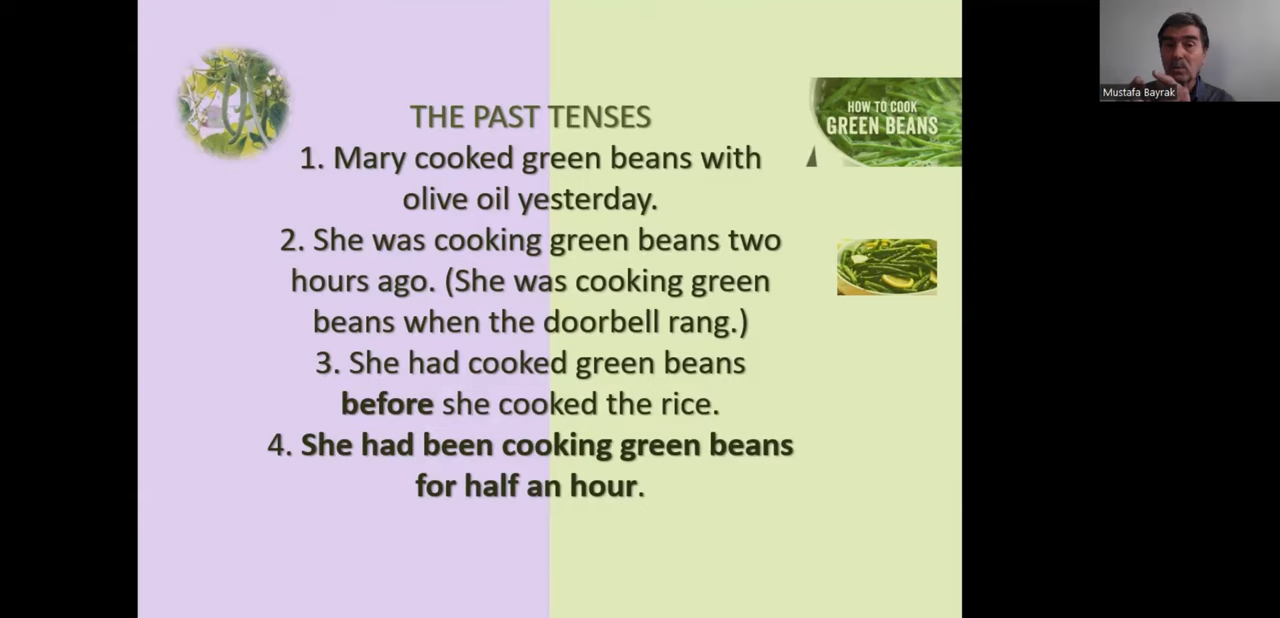 THE PAST TENSES
1. Mary cooked green beans with
olive oil yesterday.
2. She was cooking green beans two
hours ago. (She was cooking green
beans when the doorbell rang.)
3. She had cooked green beans
before she cooked the rice.
4. She had been cooking green beans
for half an hour.
HOW TO COOK
GREEN BEANS
Mustafa Bayrak